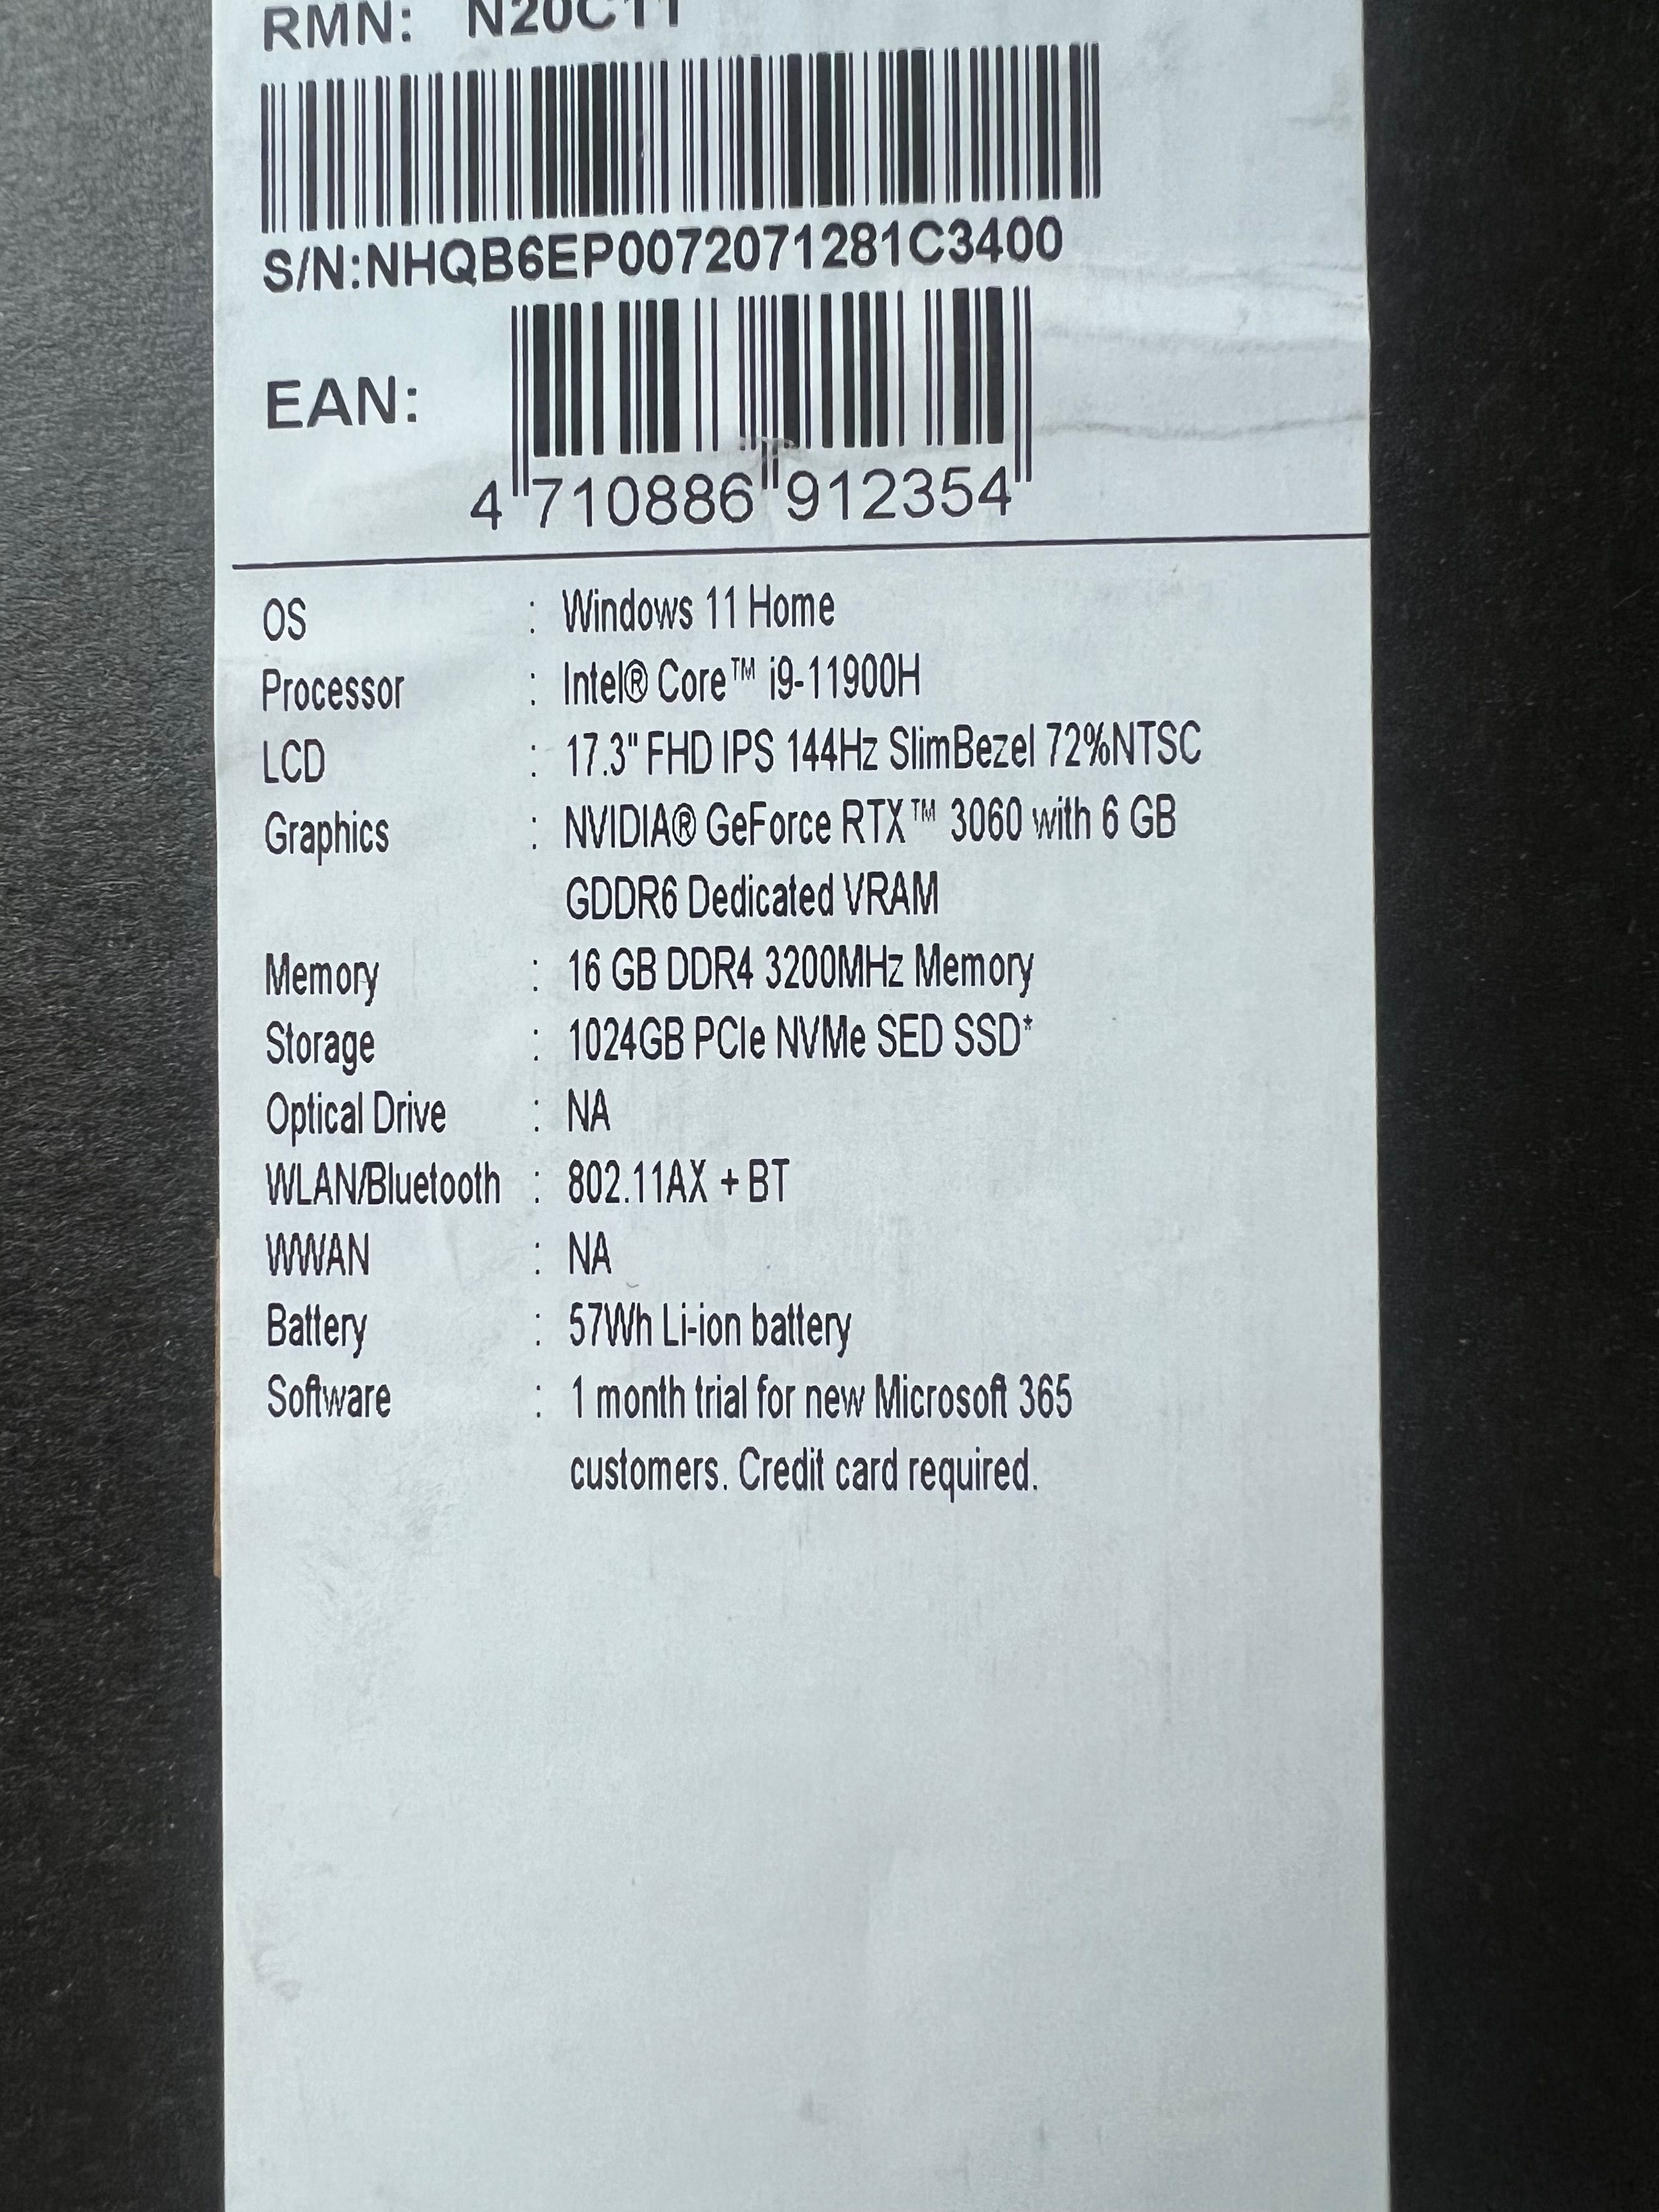 RMN: N20C11
S/N:NHQB6EP0072071281C3400
EAN:
4 710886 912354
OS : Windows 11 Home
Processor : Intel® Core™ i9-11900H
LCD : 17.3" FHD IPS 144Hz SlimBezel 72%NTSC
Graphics : NVIDIA® GeForce RTX™ 3060 with 6 GB
GDDR6 Dedicated VRAM
Memory : 16 GB DDR4 3200MHz Memory
Storage : 1024GB PCIe NVMe SED SSD*
Optical Drive : NA
WLAN/Bluetooth : 802.11AX + BT
WWAN : NA
Battery : 57Wh Li-ion battery
Software : 1 month trial for new Microsoft 365
customers. Credit card required.